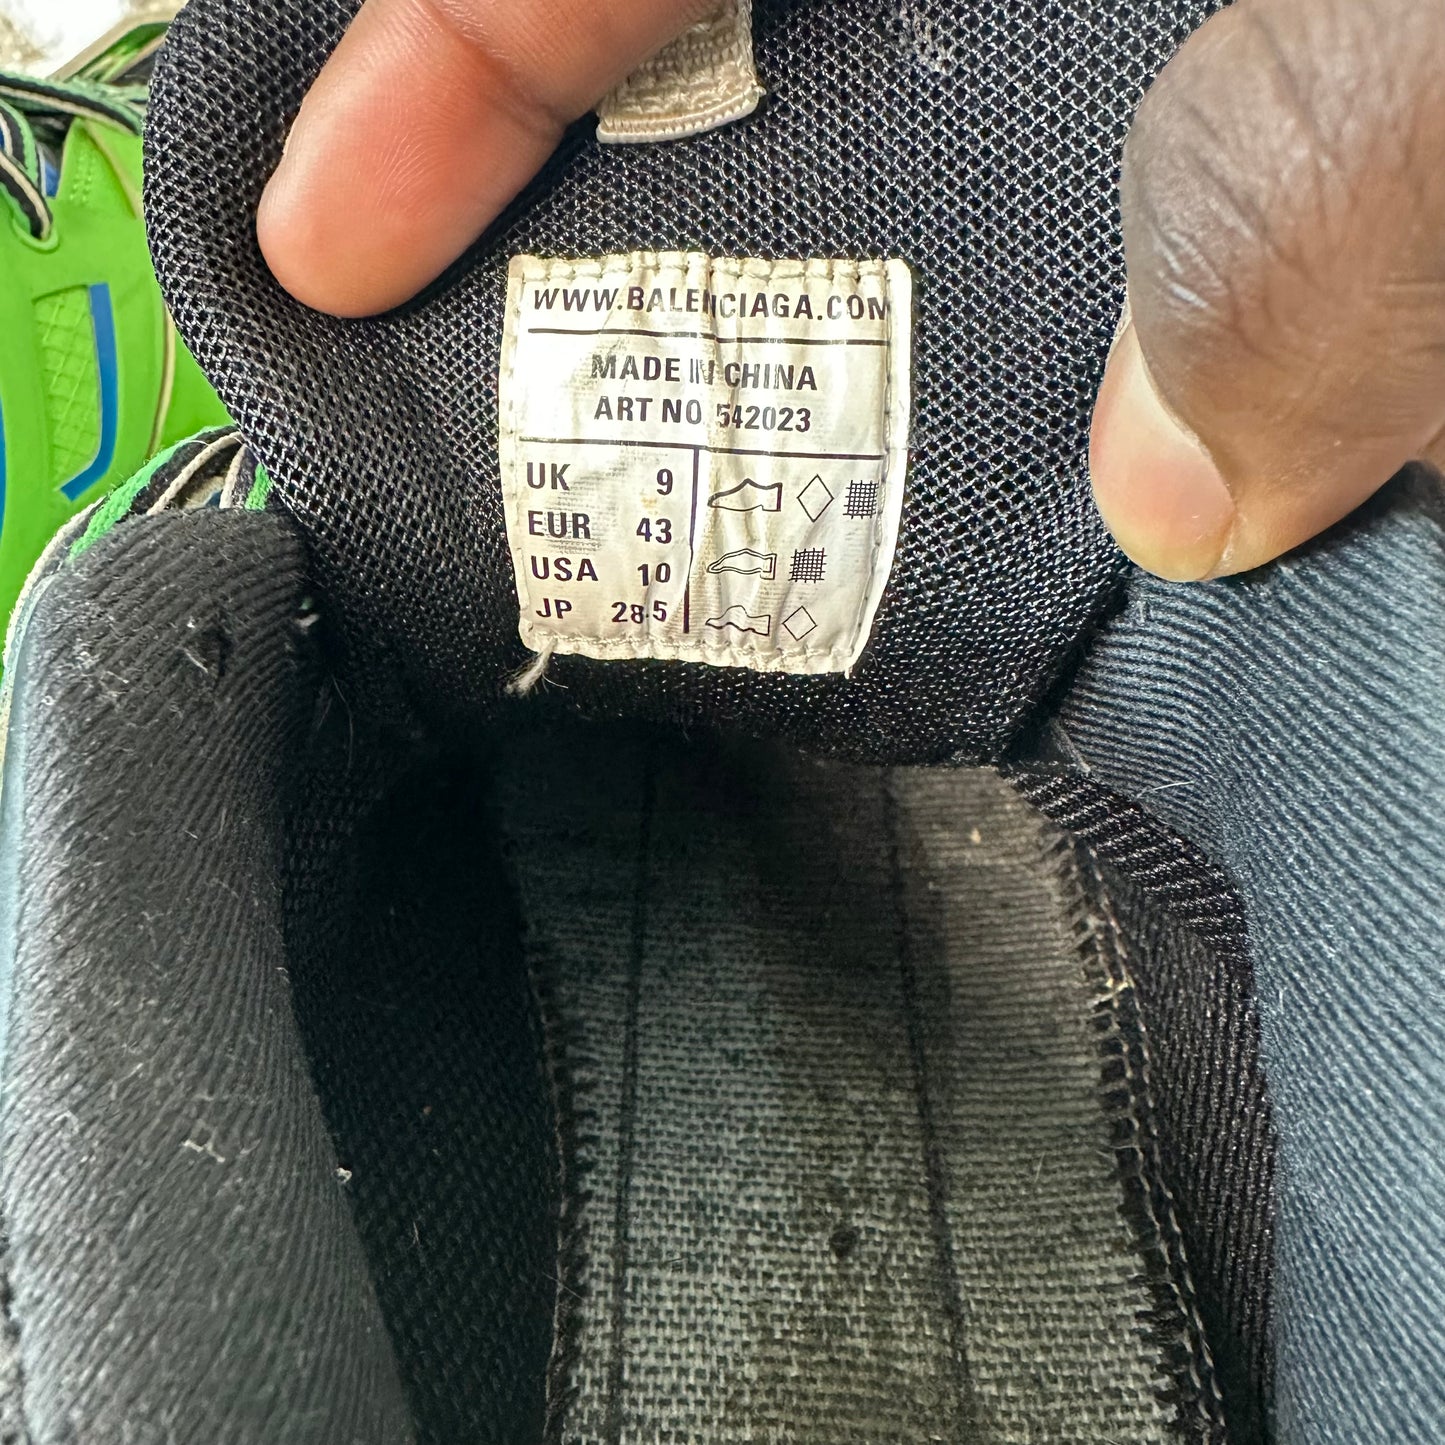 WWW.BALENCIAGA.COM
MADE IN CHINA
ART NO 542023
UK 9
EUR 43
USA 10
JP 28.5